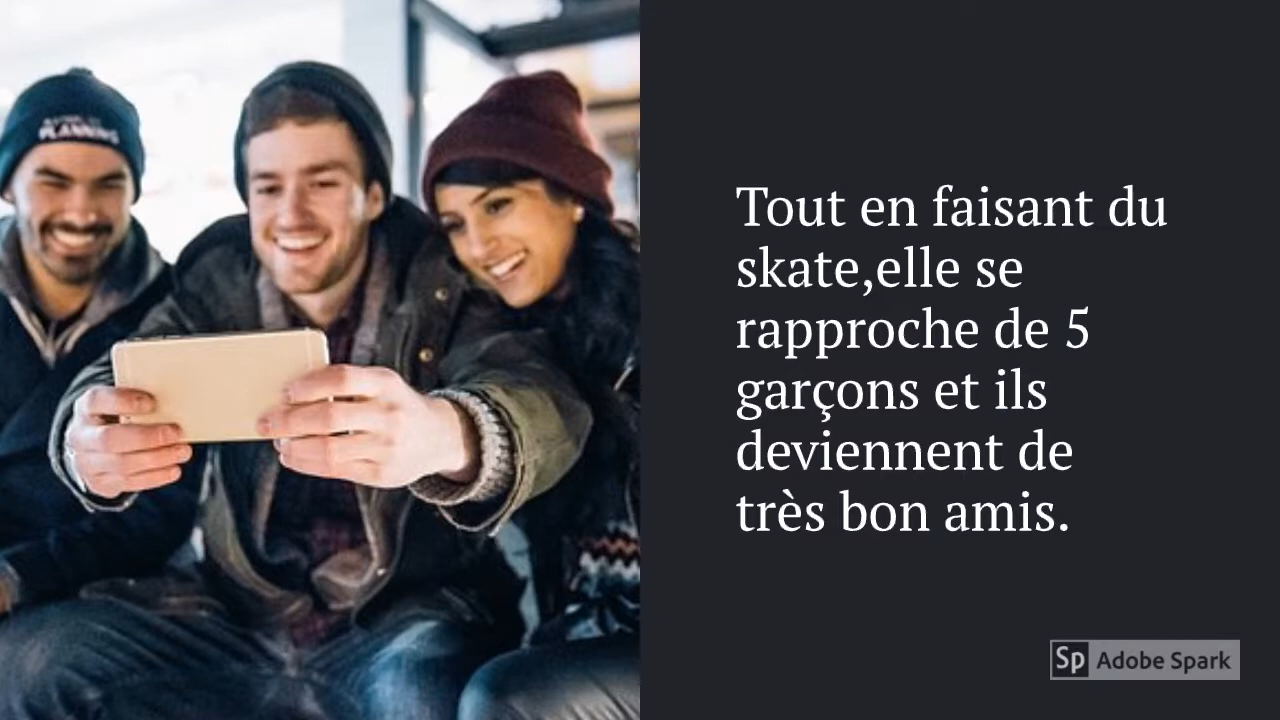 PLANNING
Tout en faisant du
skate,elle se
rapproche de 5
garçons et ils
deviennent de
très bon amis.
Sp Adobe Spark